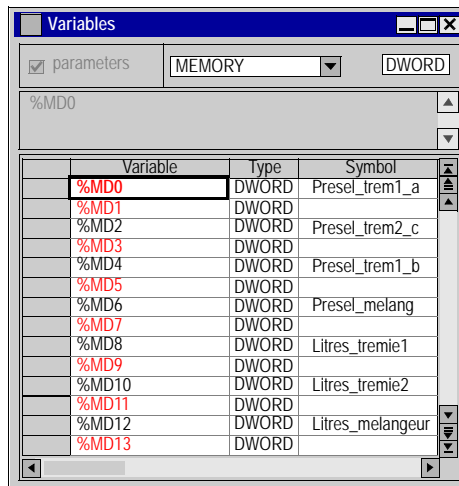 Variables
parameters MEMORY DWORD
%MD0
Variable Type Symbol
%MD0 DWORD Presel_trem1_a
%MD1 DWORD
%MD2 DWORD Presel_trem2_c
%MD3 DWORD
%MD4 DWORD Presel_trem1_b
%MD5 DWORD
%MD6 DWORD Presel_melang
%MD7 DWORD
%MD8 DWORD Litres_tremie1
%MD9 DWORD
%MD10 DWORD Litres_tremie2
%MD11 DWORD
%MD12 DWORD Litres_melangeur
%MD13 DWORD